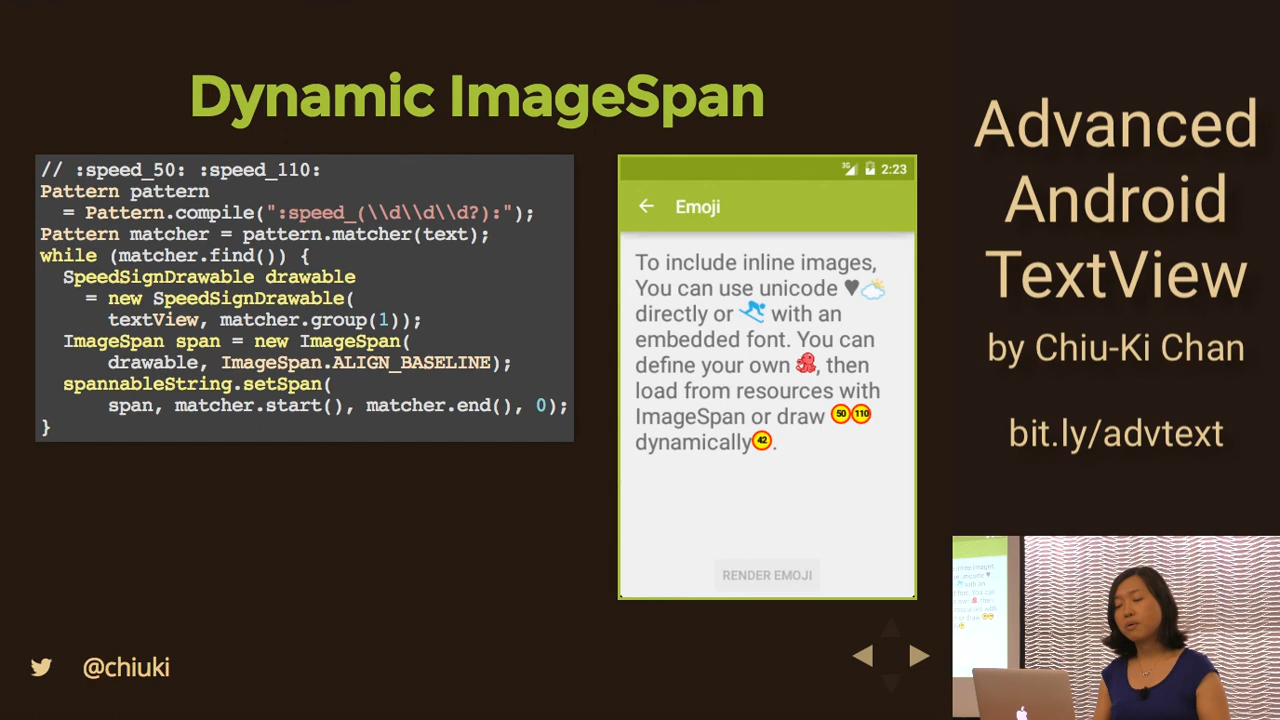 Dynamic ImageSpan
// :speed_50: :speed_110:
Pattern pattern
= Pattern.compile(":speed_(\\d\\d\\d?):");
Pattern matcher = pattern.matcher(text);
while (matcher.find()) {
SpeedSignDrawable drawable
= new SpeedSignDrawable(
textView, matcher.group(1));
ImageSpan span = new ImageSpan(
drawable, ImageSpan.ALIGN_BASELINE);
spannableString.setSpan(
span, matcher.start(), matcher.end(), 0);
}
3G 2:23
Emoji
To include inline images,
You can use unicode ♥⛅
directly or ⛷ with an
embedded font. You can
define your own 🐙, then
load from resources with
ImageSpan or draw 50 110
dynamically 42.
RENDER EMOJI
@chiuki
Advanced
Android
TextView
by Chiu-Ki Chan
bit.ly/advtext